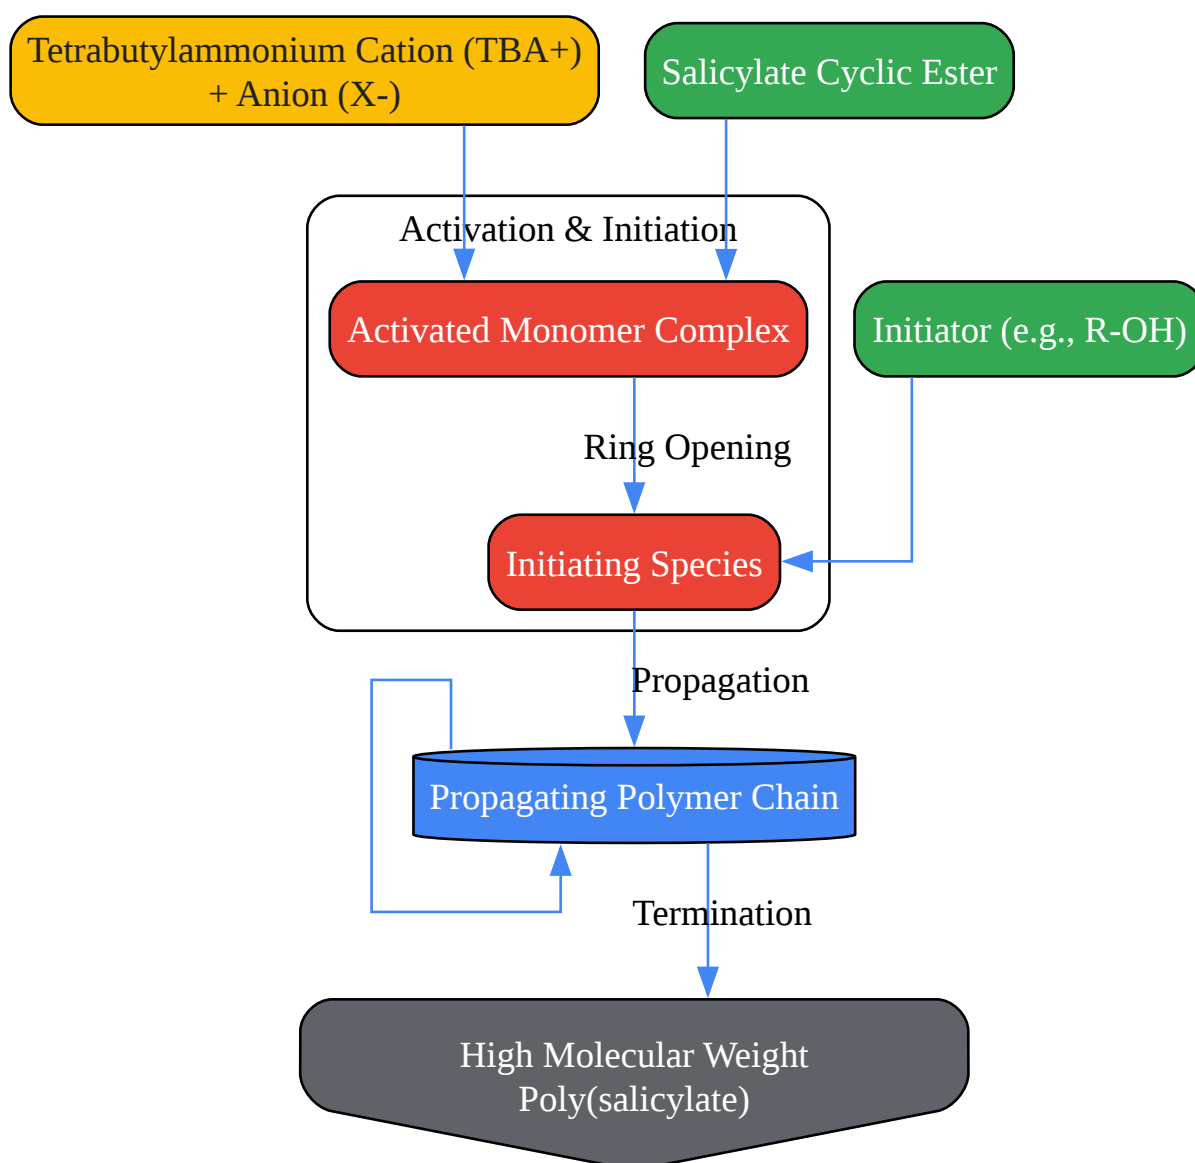 Tetrabutylammonium Cation (TBA+)
+ Anion (X-)
Salicylate Cyclic Ester
Activation & Initiation
Activated Monomer Complex
Initiator (e.g., R-OH)
Ring Opening
Initiating Species
Propagation
Propagating Polymer Chain
Termination
High Molecular Weight
Poly(salicylate)